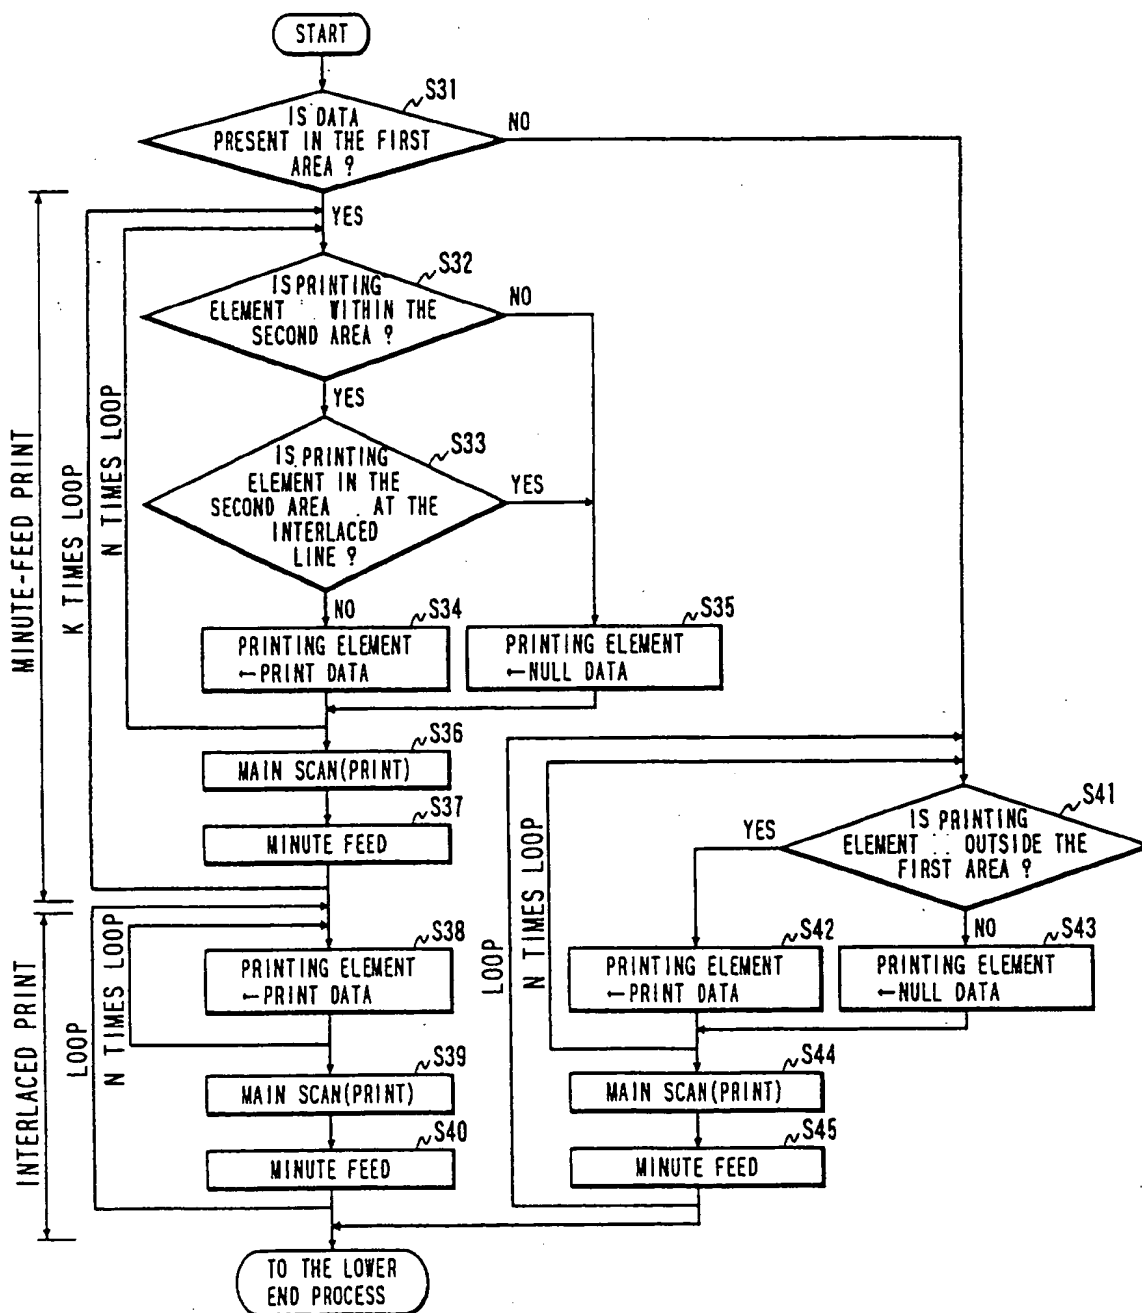 START
S31
IS DATA
PRESENT IN THE FIRST
AREA ?
NO
YES
S32
IS PRINTING
ELEMENT WITHIN THE
SECOND AREA ?
NO
YES
S33
IS PRINTING
ELEMENT IN THE
SECOND AREA AT THE
INTERLACED
LINE ?
YES
NO
S34
PRINTING ELEMENT
←PRINT DATA
S35
PRINTING ELEMENT
←NULL DATA
S36
MAIN SCAN(PRINT)
S37
MINUTE FEED
MINUTE-FEED PRINT
K TIMES LOOP
N TIMES LOOP
S38
PRINTING ELEMENT
←PRINT DATA
S39
MAIN SCAN(PRINT)
S40
MINUTE FEED
INTERLACED PRINT
LOOP
N TIMES LOOP
S41
IS PRINTING
ELEMENT OUTSIDE THE
FIRST AREA ?
YES
NO
S42
PRINTING ELEMENT
←PRINT DATA
S43
PRINTING ELEMENT
←NULL DATA
S44
MAIN SCAN(PRINT)
S45
MINUTE FEED
LOOP
N TIMES LOOP
TO THE LOWER
END PROCESS